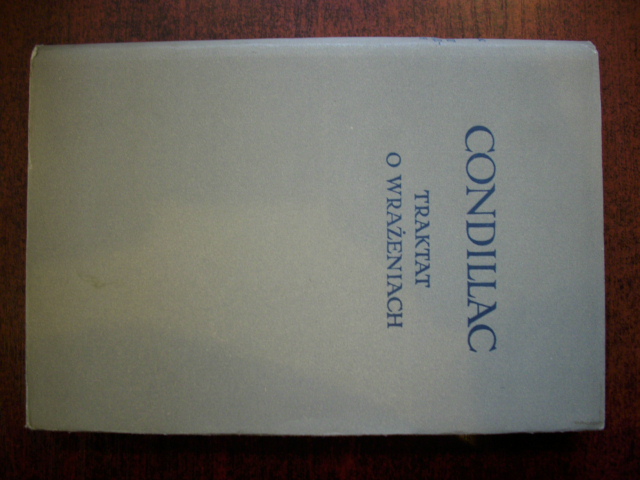 CONDILLAC
TRAKTAT
O WRAŻENIACH